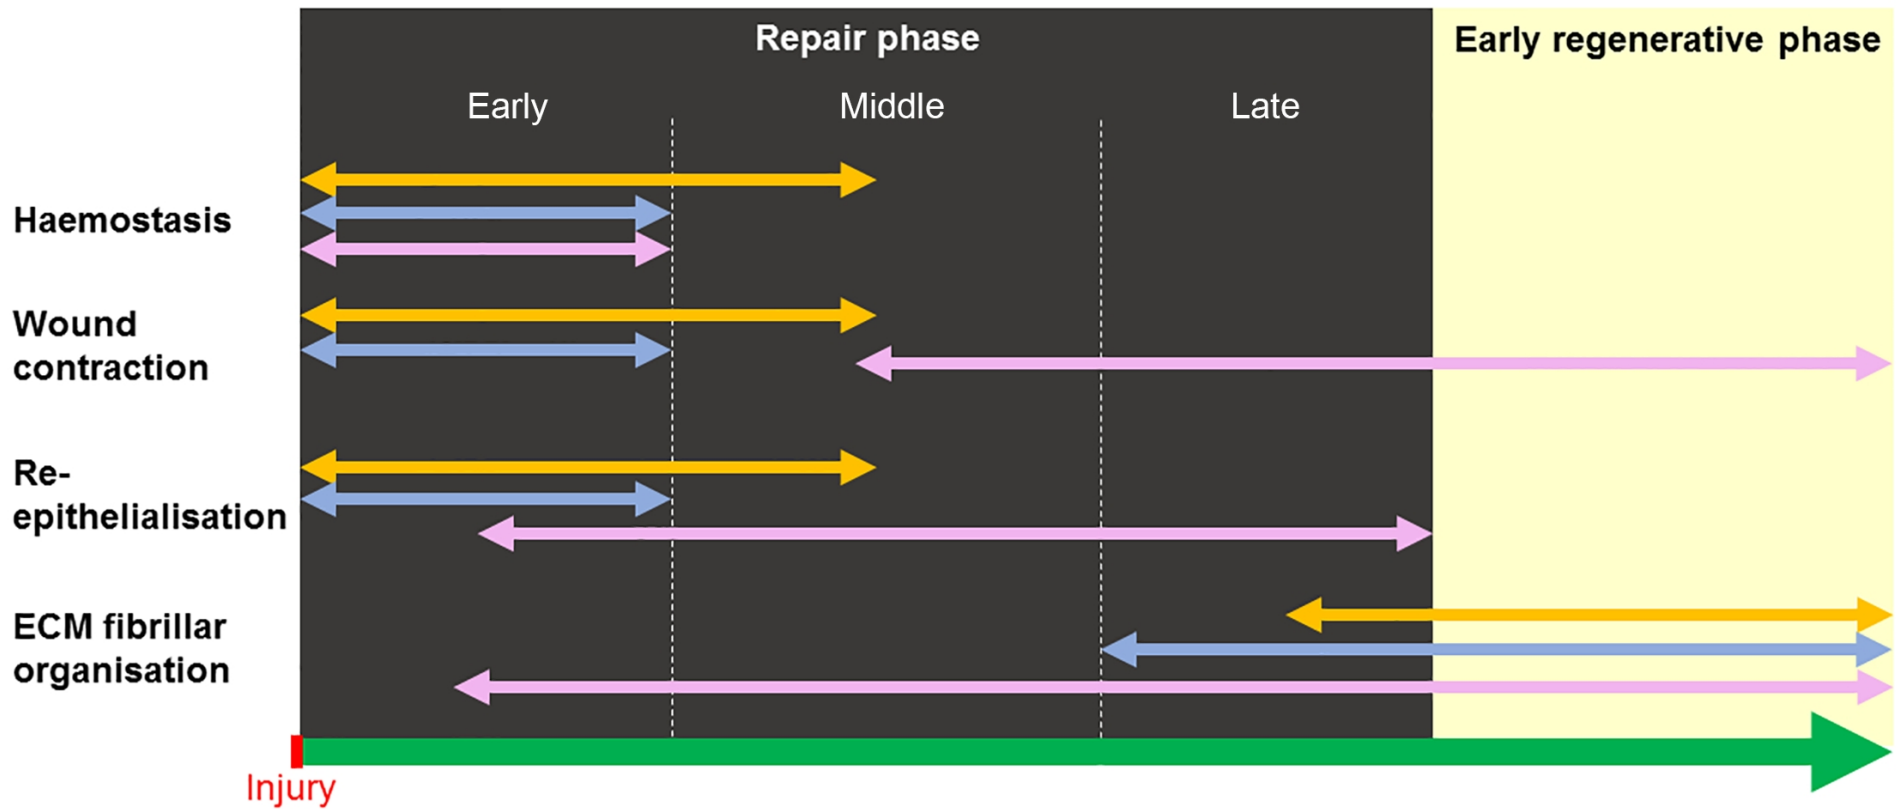 Repair phase
Early regenerative phase
Early
Middle
Late
Haemostasis
Wound
contraction
Re-
epithelialisation
ECM fibrillar
organisation
Injury